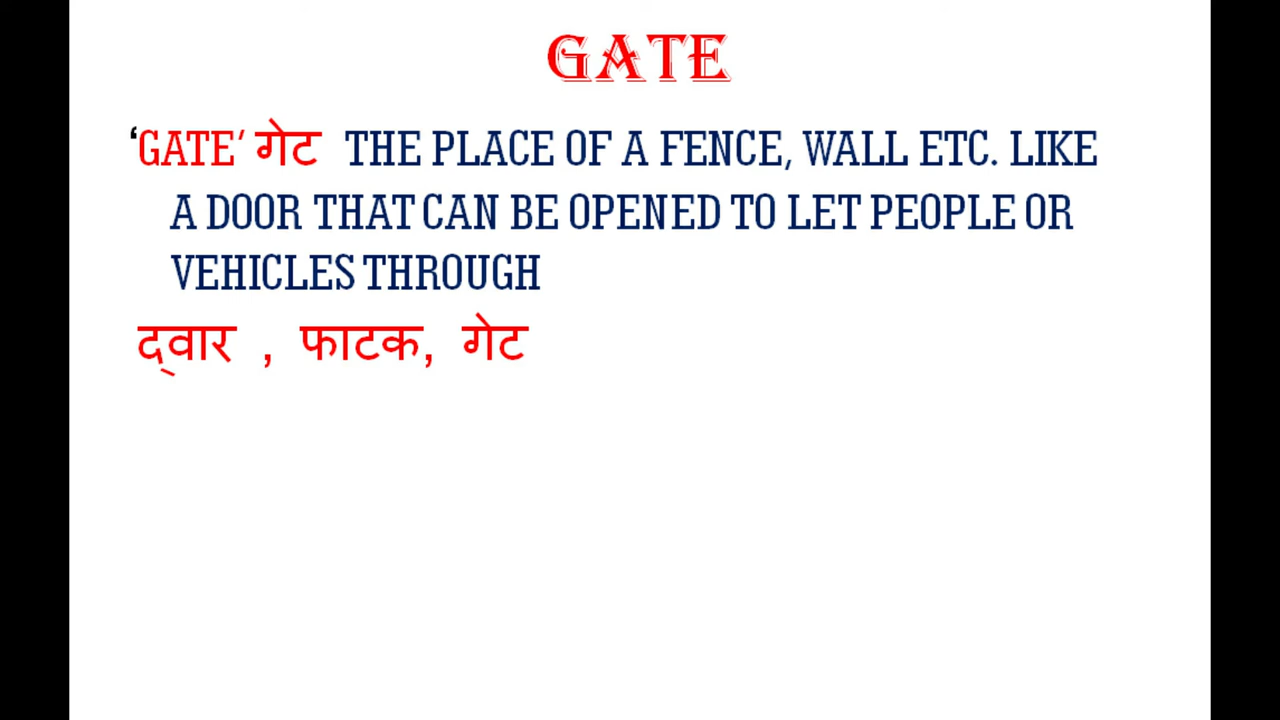 GATE
‘GATE’ गेट THE PLACE OF A FENCE, WALL ETC. LIKE
A DOOR THAT CAN BE OPENED TO LET PEOPLE OR
VEHICLES THROUGH
द्‌वार , फाटक, गेट